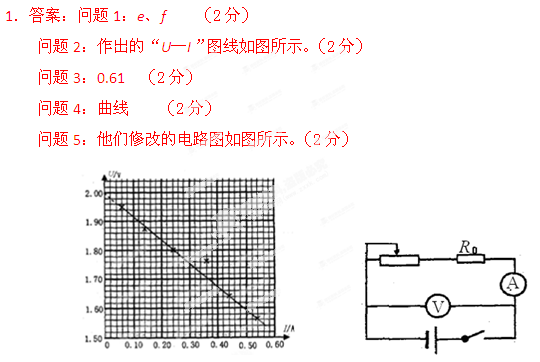 1. 答案：问题1：e、f （2分）
问题2：作出的“U—I”图线如图所示。（2分）
问题3：0.61 （2分）
问题4：曲线 （2分）
问题5：他们修改的电路图如图所示。（2分）
U/V
2.00
1.90
1.80
1.70
1.60
1.50
0 0.10 0.20 0.30 0.40 0.50 0.60
I/A
R0
A
V